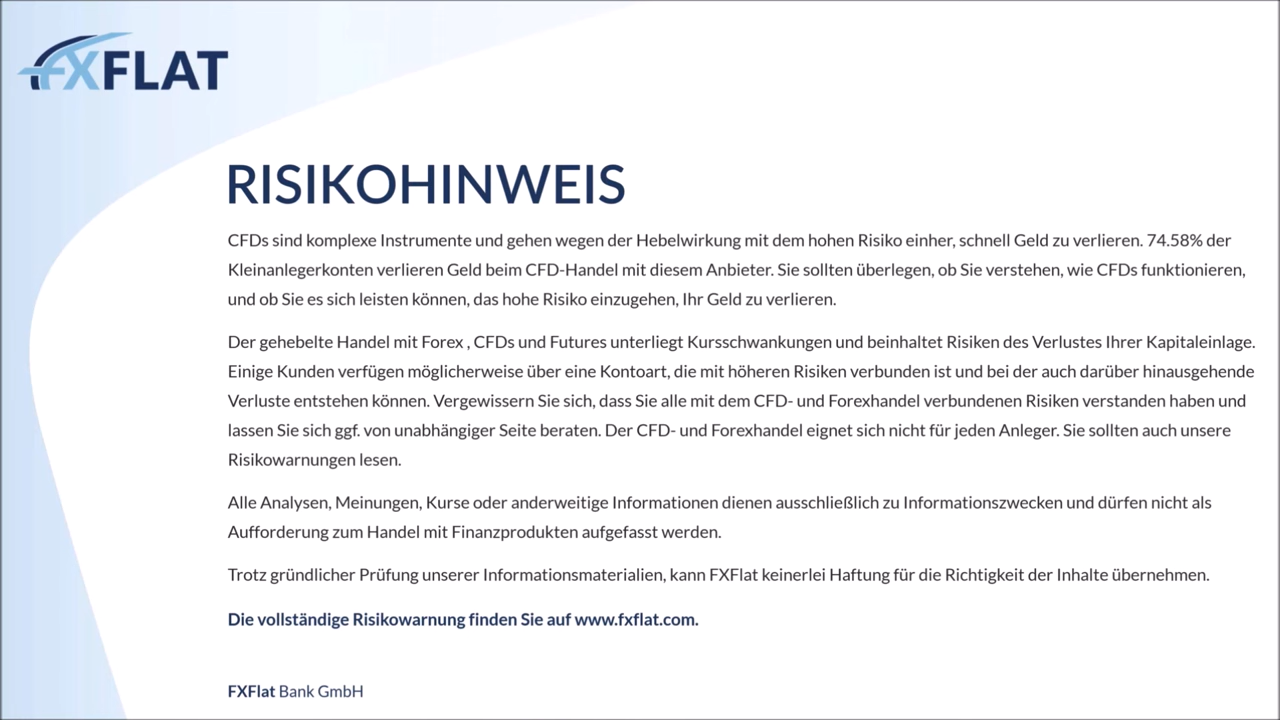 FXFLAT
RISIKOHINWEIS
CFDs sind komplexe Instrumente und gehen wegen der Hebelwirkung mit dem hohen Risiko einher, schnell Geld zu verlieren. 74.58% der
Kleinanlegerkonten verlieren Geld beim CFD-Handel mit diesem Anbieter. Sie sollten überlegen, ob Sie verstehen, wie CFDs funktionieren,
und ob Sie es sich leisten können, das hohe Risiko einzugehen, Ihr Geld zu verlieren.
Der gehebelte Handel mit Forex , CFDs und Futures unterliegt Kursschwankungen und beinhaltet Risiken des Verlustes Ihrer Kapitaleinlage.
Einige Kunden verfügen möglicherweise über eine Kontoart, die mit höheren Risiken verbunden ist und bei der auch darüber hinausgehende
Verluste entstehen können. Vergewissern Sie sich, dass Sie alle mit dem CFD- und Forexhandel verbundenen Risiken verstanden haben und
lassen Sie sich ggf. von unabhängiger Seite beraten. Der CFD- und Forexhandel eignet sich nicht für jeden Anleger. Sie sollten auch unsere
Risikowarnungen lesen.
Alle Analysen, Meinungen, Kurse oder anderweitige Informationen dienen ausschließlich zu Informationszwecken und dürfen nicht als
Aufforderung zum Handel mit Finanzprodukten aufgefasst werden.
Trotz gründlicher Prüfung unserer Informationsmaterialien, kann FXFlat keinerlei Haftung für die Richtigkeit der Inhalte übernehmen.
Die vollständige Risikowarnung finden Sie auf www.fxflat.com.
FXFlat Bank GmbH